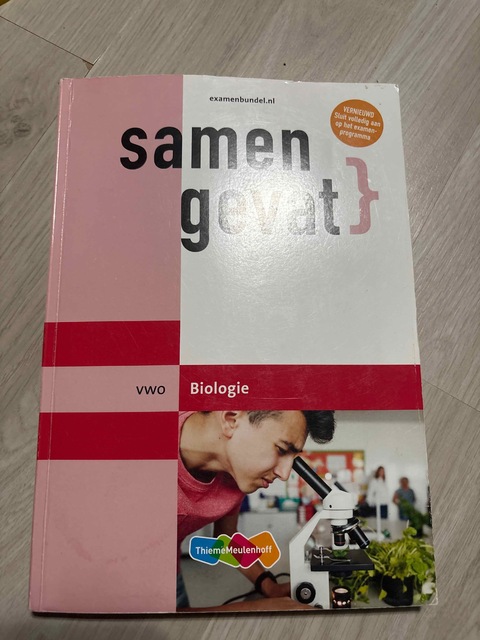 examenbundel.nl
VERNIEUWD
Sluit volledig aan
op het examen-
programma
samen
gevat}
vwo
Biologie
ThiemeMeulenhoff